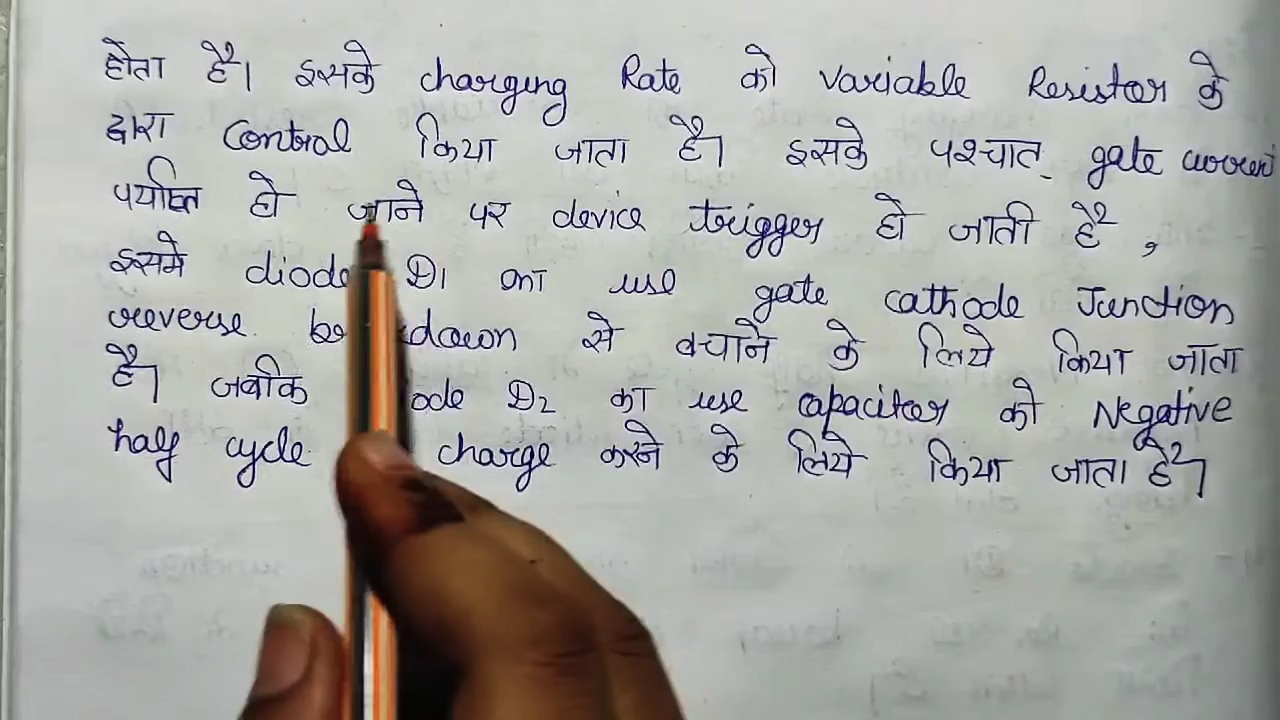 होता है। इसके charging Rate को variable Resistor के
द्वारा control किया जाता है। इसके पश्चात gate current
पर्याप्त हो जाने पर device trigger हो जाती है,
इसमे diode D1 का use gate cathode Junction
reverse से बचाने के लिये किया जाता
है। जबकि D2 का use capacitor को Negative
half cycle charge करने के लिये किया जाता है।